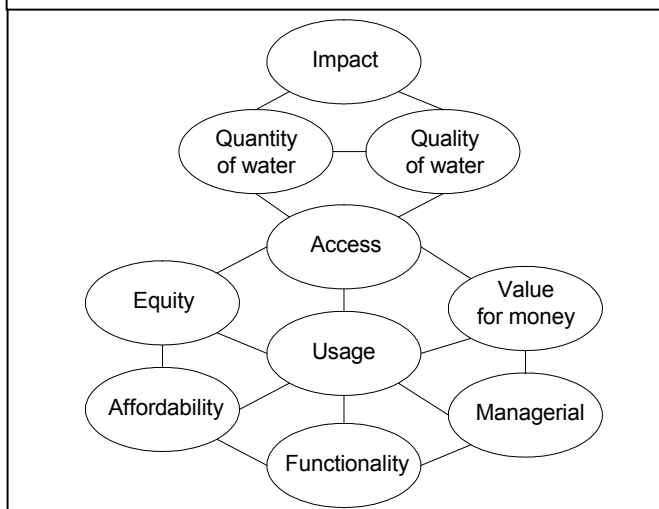 Impact
Quantity
of water
Quality
of water
Access
Equity
Value
for money
Usage
Affordability
Managerial
Functionality